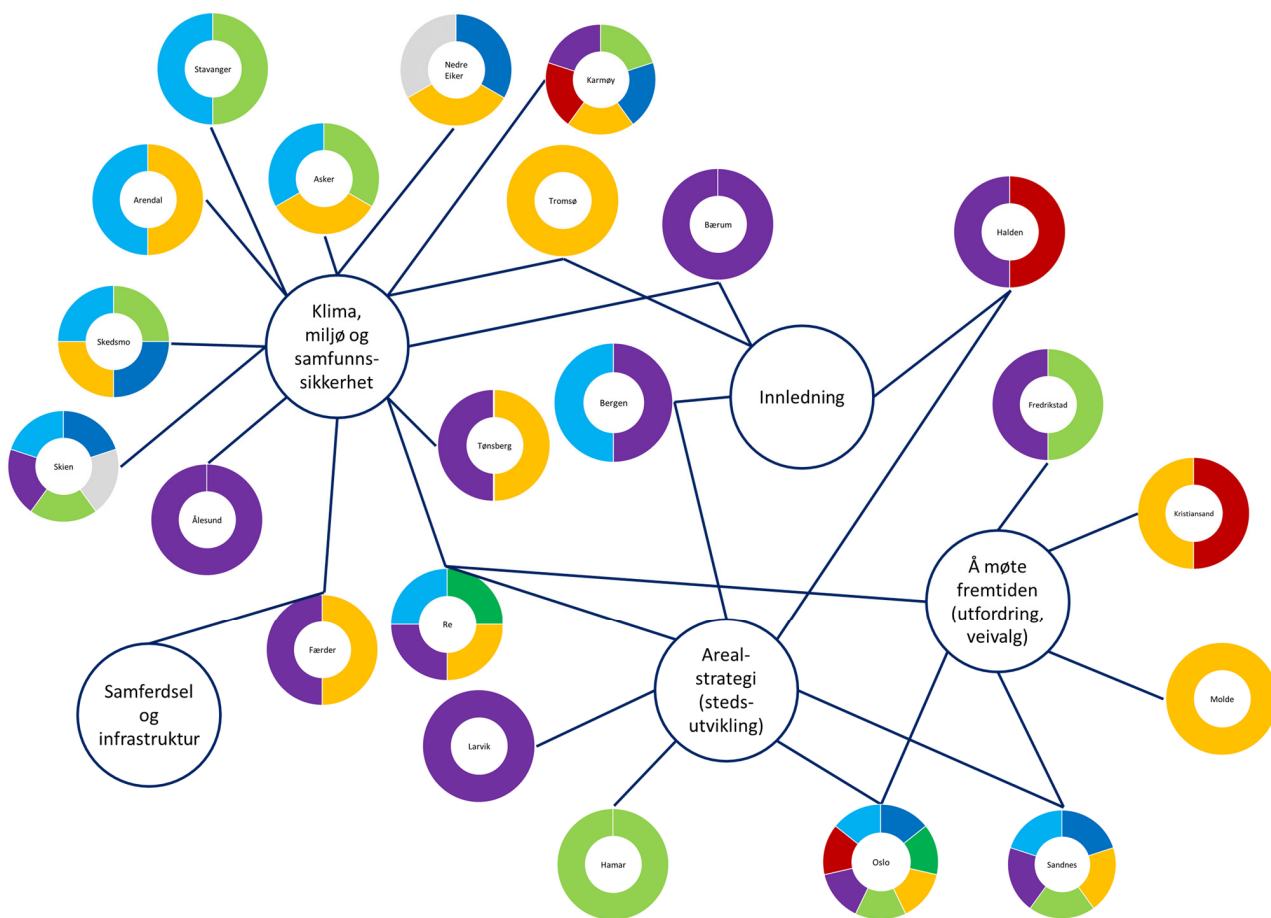 Stavanger
Nedre
Eiker
Karmøy
Asker
Arendal
Tromsø
Bærum
Halden
Klima,
miljø og
samfunns-
sikkerhet
Skedsmo
Innledning
Bergen
Fredrikstad
Tønsberg
Skien
Ålesund
Kristiansand
Å møte
fremtiden
(utfordring,
veivalg)
Re
Færder
Areal-
strategi
(steds-
utvikling)
Samferdsel
og
infrastruktur
Molde
Larvik
Hamar
Oslo
Sandnes